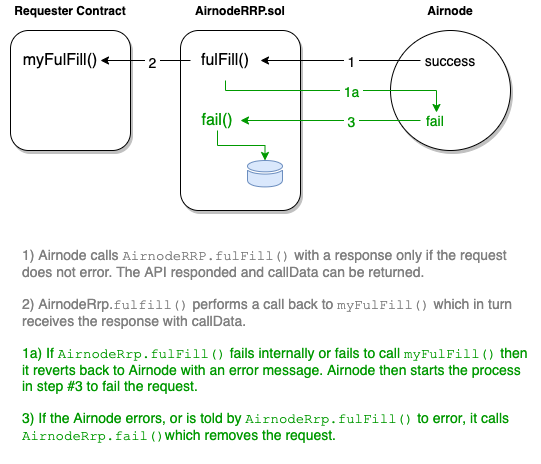 Requester Contract
AirnodeRRP.sol
Airnode
myFulFill()
2
fulFill()
1
success
1a
fail()
3
fail
1) Airnode calls AirnodeRRP.fulFill() with a response only if the request
does not error. The API responded and callData can be returned.
2) AirnodeRrp.fulfill() performs a call back to myFulFill() which in turn
receives the response with callData.
1a) If AirnodeRrp.fulFill() fails internally or fails to call myFulFill() then
it reverts back to Airnode with an error message. Airnode then starts the process
in step #3 to fail the request.
3) If the Airnode errors, or is told by AirnodeRrp.fulFill() to error, it calls
AirnodeRrp.fail()which removes the request.